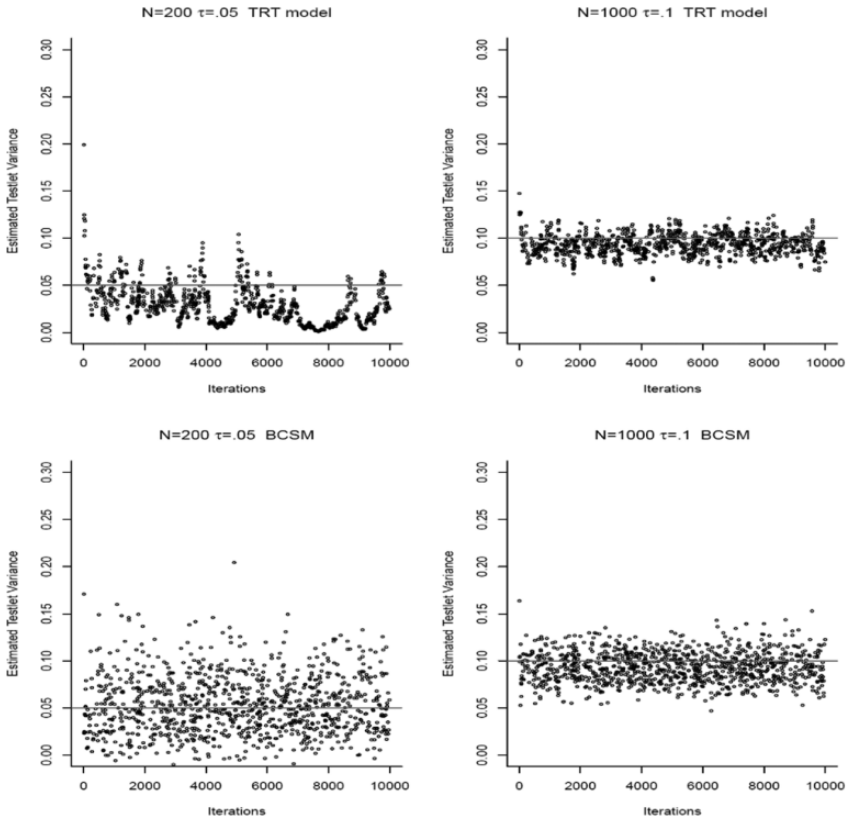 N=200 τ=.05 TRT model
N=1000 τ=.1 TRT model
Estimated Testlet Variance
0.30
0.25
0.20
0.15
0.10
0.05
0.00
0 2000 4000 6000 8000 10000
Iterations
Estimated Testlet Variance
0.30
0.25
0.20
0.15
0.10
0.05
0.00
0 2000 4000 6000 8000 10000
Iterations
N=200 τ=.05 BCSM
N=1000 τ=.1 BCSM
Estimated Testlet Variance
0.30
0.25
0.20
0.15
0.10
0.05
0.00
0 2000 4000 6000 8000 10000
Iterations
Estimated Testlet Variance
0.30
0.25
0.20
0.15
0.10
0.05
0.00
0 2000 4000 6000 8000 10000
Iterations